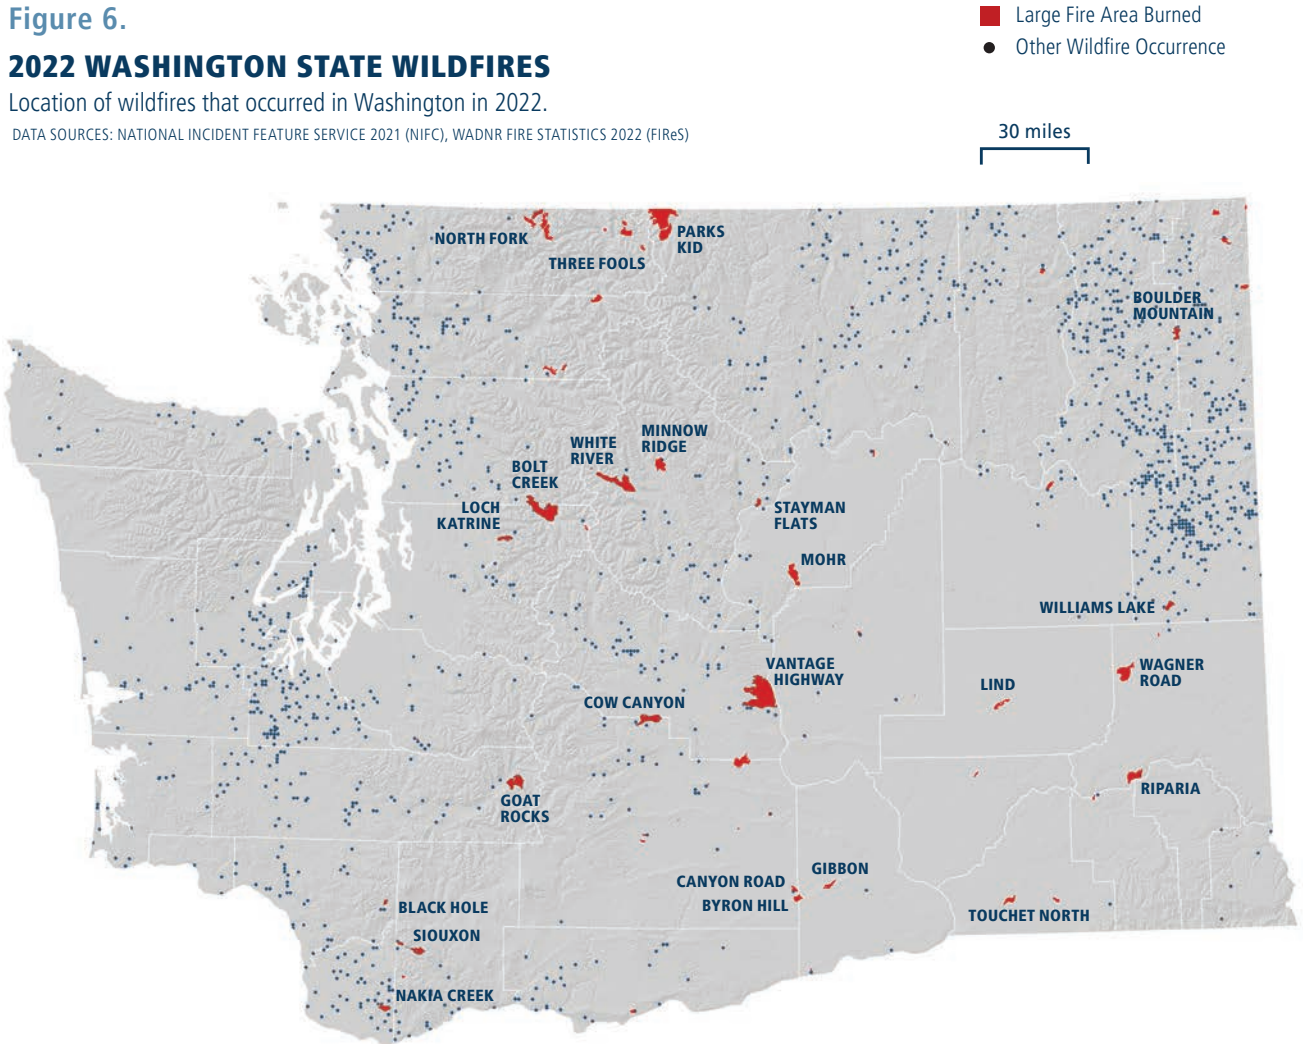 Figure 6.
2022 WASHINGTON STATE WILDFIRES
Location of wildfires that occurred in Washington in 2022.
DATA SOURCES: NATIONAL INCIDENT FEATURE SERVICE 2021 (NIFC), WADNR FIRE STATISTICS 2022 (FIReS)
Large Fire Area Burned
Other Wildfire Occurrence
30 miles
NORTH FORK
PARKS
KID
THREE FOOLS
BOULDER
MOUNTAIN
MINNOW
RIDGE
WHITE
RIVER
BOLT
CREEK
LOCH
KATRINE
STAYMAN
FLATS
MOHR
WILLIAMS LAKE
VANTAGE
HIGHWAY
WAGNER
ROAD
LIND
COW CANYON
RIPARIA
GOAT
ROCKS
GIBBON
CANYON ROAD
BYRON HILL
BLACK HOLE
TOUCHET NORTH
SIOUXON
NAKIA CREEK